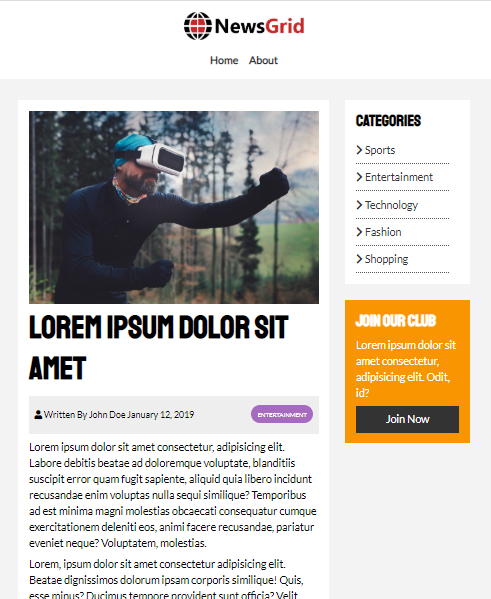 NewsGrid
Home About
LOREM IPSUM DOLOR SIT
AMET
Written By John Doe January 12, 2019
ENTERTAINMENT
Lorem ipsum dolor sit amet consectetur, adipisicing elit.
Labore debitis beatae ad doloremque voluptate, blanditiis
suscipit error quam fugit sapiente, aliquid quia libero incidunt
recusandae enim voluptas nulla sequi similique? Temporibus
ad est minima magni molestias obcaecati consequatur cumque
exercitationem deleniti eos, animi facere recusandae, pariatur
eveniet neque? Voluptatem, molestias.
Lorem, ipsum dolor sit amet consectetur adipisicing elit.
Beatae dignissimos dolorum ipsam corporis similique! Quis,
esse minus? Ducimus tempore provident sunt officia? Velit
CATEGORIES
Sports
Entertainment
Technology
Fashion
Shopping
JOIN OUR CLUB
Lorem ipsum dolor sit
amet consectetur,
adipisicing elit. Odit,
id?
Join Now